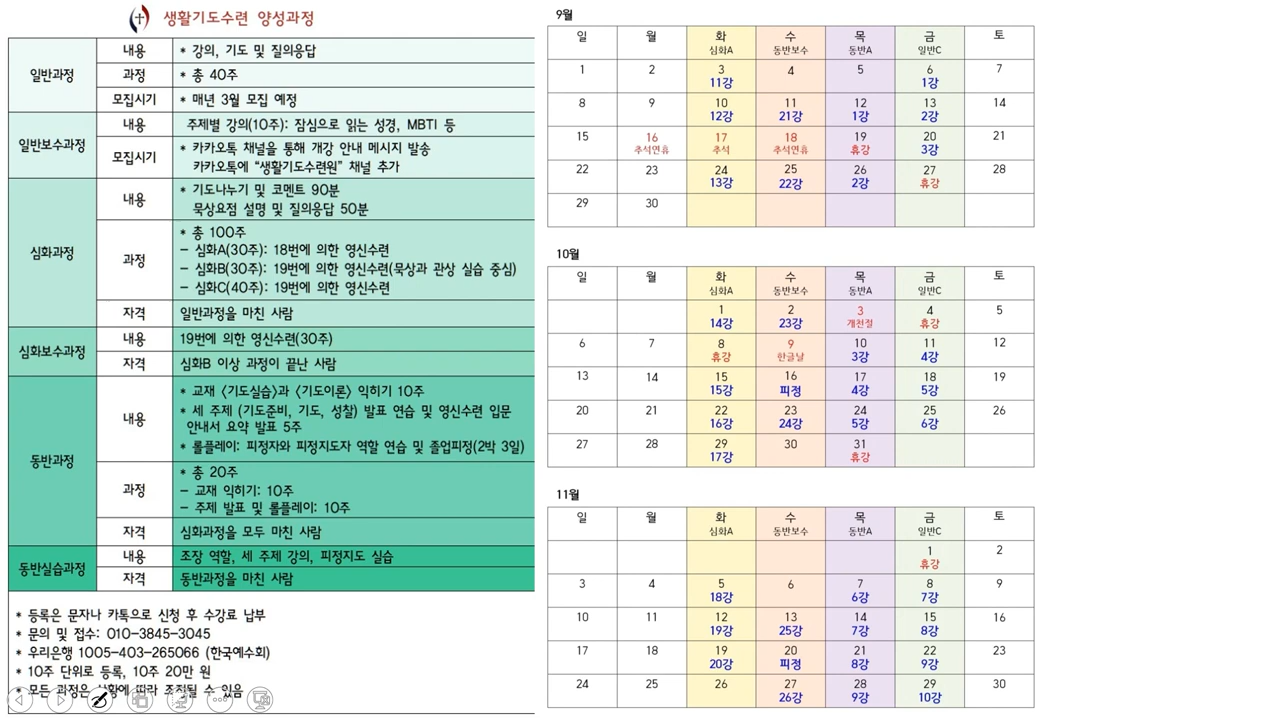 생활기도수련 양성과정
일반과정
내용
* 강의, 기도 및 질의응답
과정
* 총 40주
모집시기
* 매년 3월 모집 예정
일반보수과정
내용
주제별 강의(10주): 잠심으로 읽는 성경, MBTI 등
모집시기
* 카카오톡 채널을 통해 개강 안내 메시지 발송
카카오톡에 “생활기도수련원” 채널 추가
심화과정
내용
* 기도나누기 및 코멘트 90분
묵상요점 설명 및 질의응답 50분
과정
* 총 100주
- 심화A(30주): 18번에 의한 영신수련
- 심화B(30주): 19번에 의한 영신수련(묵상과 관상 실습 중심)
- 심화C(40주): 19번에 의한 영신수련
자격
일반과정을 마친 사람
심화보수과정
내용
19번에 의한 영신수련(30주)
자격
심화B 이상 과정이 끝난 사람
동반과정
내용
* 교재 <기도실습>과 <기도이론> 익히기 10주
* 세 주제 (기도준비, 기도, 성찰) 발표 연습 및 영신수련 입문
안내서 요약 발표 5주
* 롤플레이: 피정자와 피정지도자 역할 연습 및 졸업피정(2박 3일)
과정
* 총 20주
- 교재 익히기: 10주
- 주제 발표 및 롤플레이: 10주
자격
심화과정을 모두 마친 사람
동반실습과정
내용
조장 역할, 세 주제 강의, 피정지도 실습
자격
동반과정을 마친 사람
* 등록은 문자나 카톡으로 신청 후 수강료 납부
* 문의 및 접수: 010-3845-3045
* 우리은행 1005-403-265066 (한국예수회)
* 10주 단위로 등록, 10주 20만 원
* 모든 과정은 상황에 따라 조정될 수 있음
9월
일 월 화 수 목 금 토
심화A 동반보수 동반A 일반C
1 2 3 4 5 6 7
11강 1강
8 9 10 11 12 13 14
12강 21강 1강 2강
15 16 17 18 19 20 21
추석연휴 추석 추석연휴 휴강 3강
22 23 24 25 26 27 28
13강 22강 2강 휴강
29 30
10월
일 월 화 수 목 금 토
심화A 동반보수 동반A 일반C
1 2 3 4 5
14강 23강 개천절 휴강
6 7 8 9 10 11 12
휴강 한글날 3강 4강
13 14 15 16 17 18 19
15강 피정 4강 5강
20 21 22 23 24 25 26
16강 24강 5강 6강
27 28 29 30 31
17강 휴강
11월
일 월 화 수 목 금 토
심화A 동반보수 동반A 일반C
1 2
휴강
3 4 5 6 7 8 9
18강 6강 7강
10 11 12 13 14 15 16
19강 25강 7강 8강
17 18 19 20 21 22 23
20강 피정 8강 9강
24 25 26 27 28 29 30
26강 9강 10강